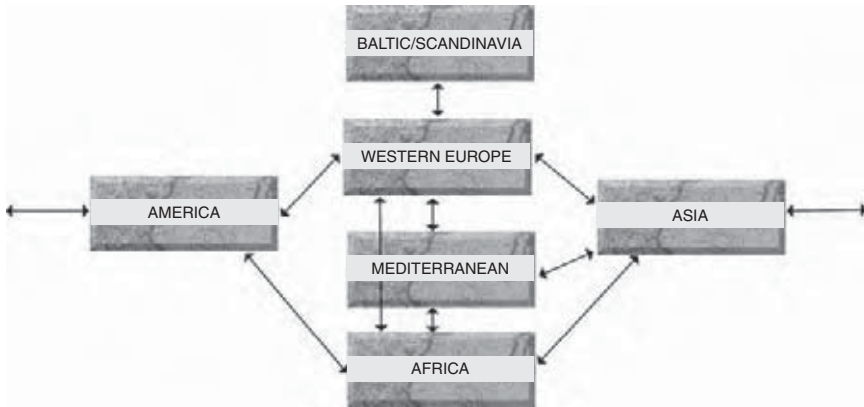 BALTIC/SCANDINAVIA
WESTERN EUROPE
AMERICA
ASIA
MEDITERRANEAN
AFRICA